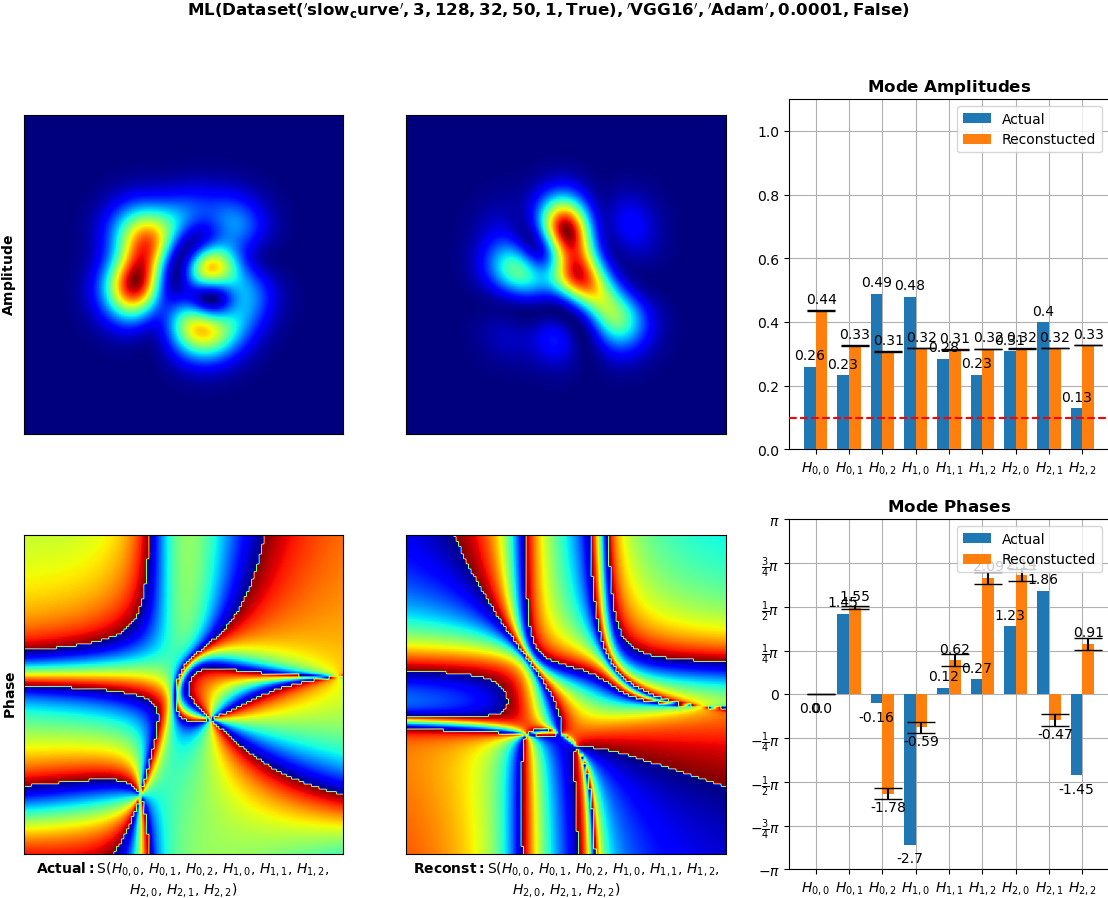 ML(Dataset('slow_curve', 3, 128, 32, 50, 1, True), 'VGG16', 'Adam', 0.0001, False)
Amplitude
Mode Amplitudes
Actual
Reconstucted
1.0
0.8
0.6
0.4
0.2
0.0
0.26 0.44 0.23 0.33 0.49 0.31 0.48 0.32 0.28 0.31 0.23 0.32 0.31 0.32 0.4 0.32 0.13 0.33
H0,0 H0,1 H0,2 H1,0 H1,1 H1,2 H2,0 H2,1 H2,2
Phase
Actual: S(H0,0, H0,1, H0,2, H1,0, H1,1, H1,2,
H2,0, H2,1, H2,2)
Reconst: S(H0,0, H0,1, H0,2, H1,0, H1,1, H1,2,
H2,0, H2,1, H2,2)
Mode Phases
Actual
Reconstucted
π
3/4π
1/2π
1/4π
0
−1/4π
−1/2π
−3/4π
−π
0.0 0.0 1.45 1.55 -0.16 -1.78 -2.7 -0.59 0.12 0.62 0.27 2.09 1.23 1.86 -0.47 -1.45 0.91
H0,0 H0,1 H0,2 H1,0 H1,1 H1,2 H2,0 H2,1 H2,2